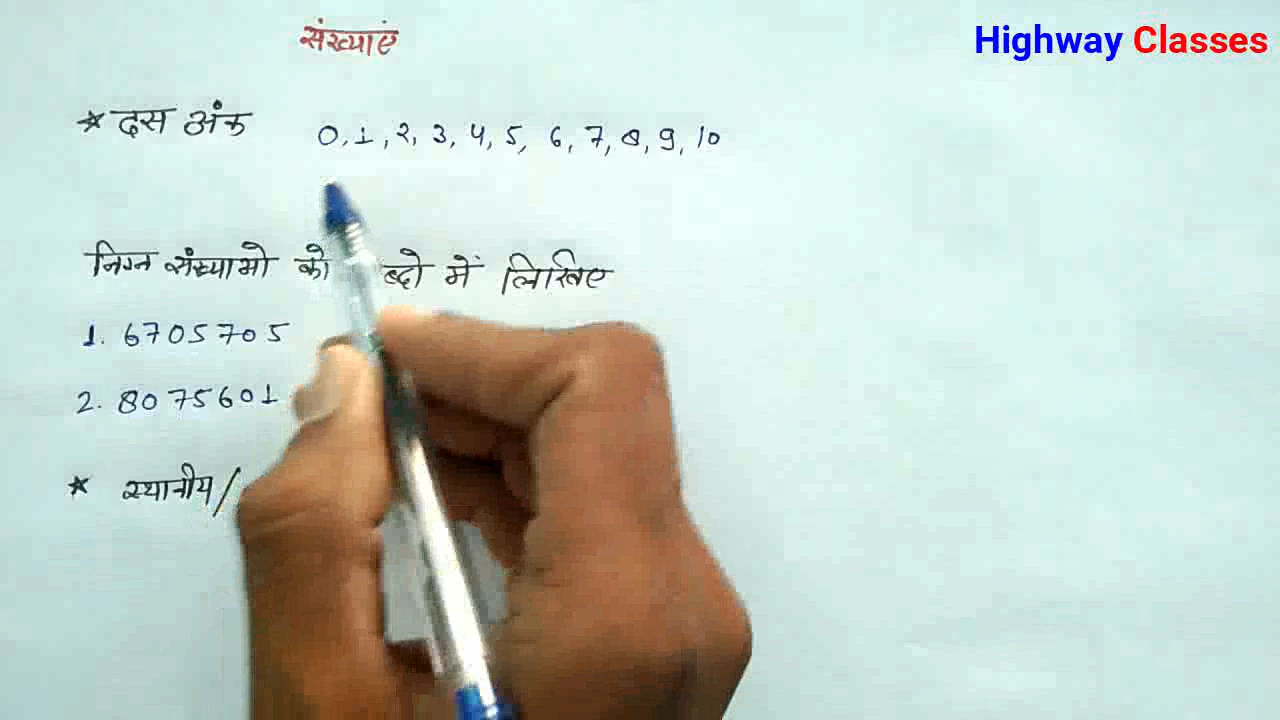 Highway Classes
संख्याएं
* दस अंक 0, 1, 2, 3, 4, 5, 6, 7, 8, 9, 10
निम्न संख्याओ को ब्दो में लिखिए
1. 6705705
2. 8075601
* स्थानीय/